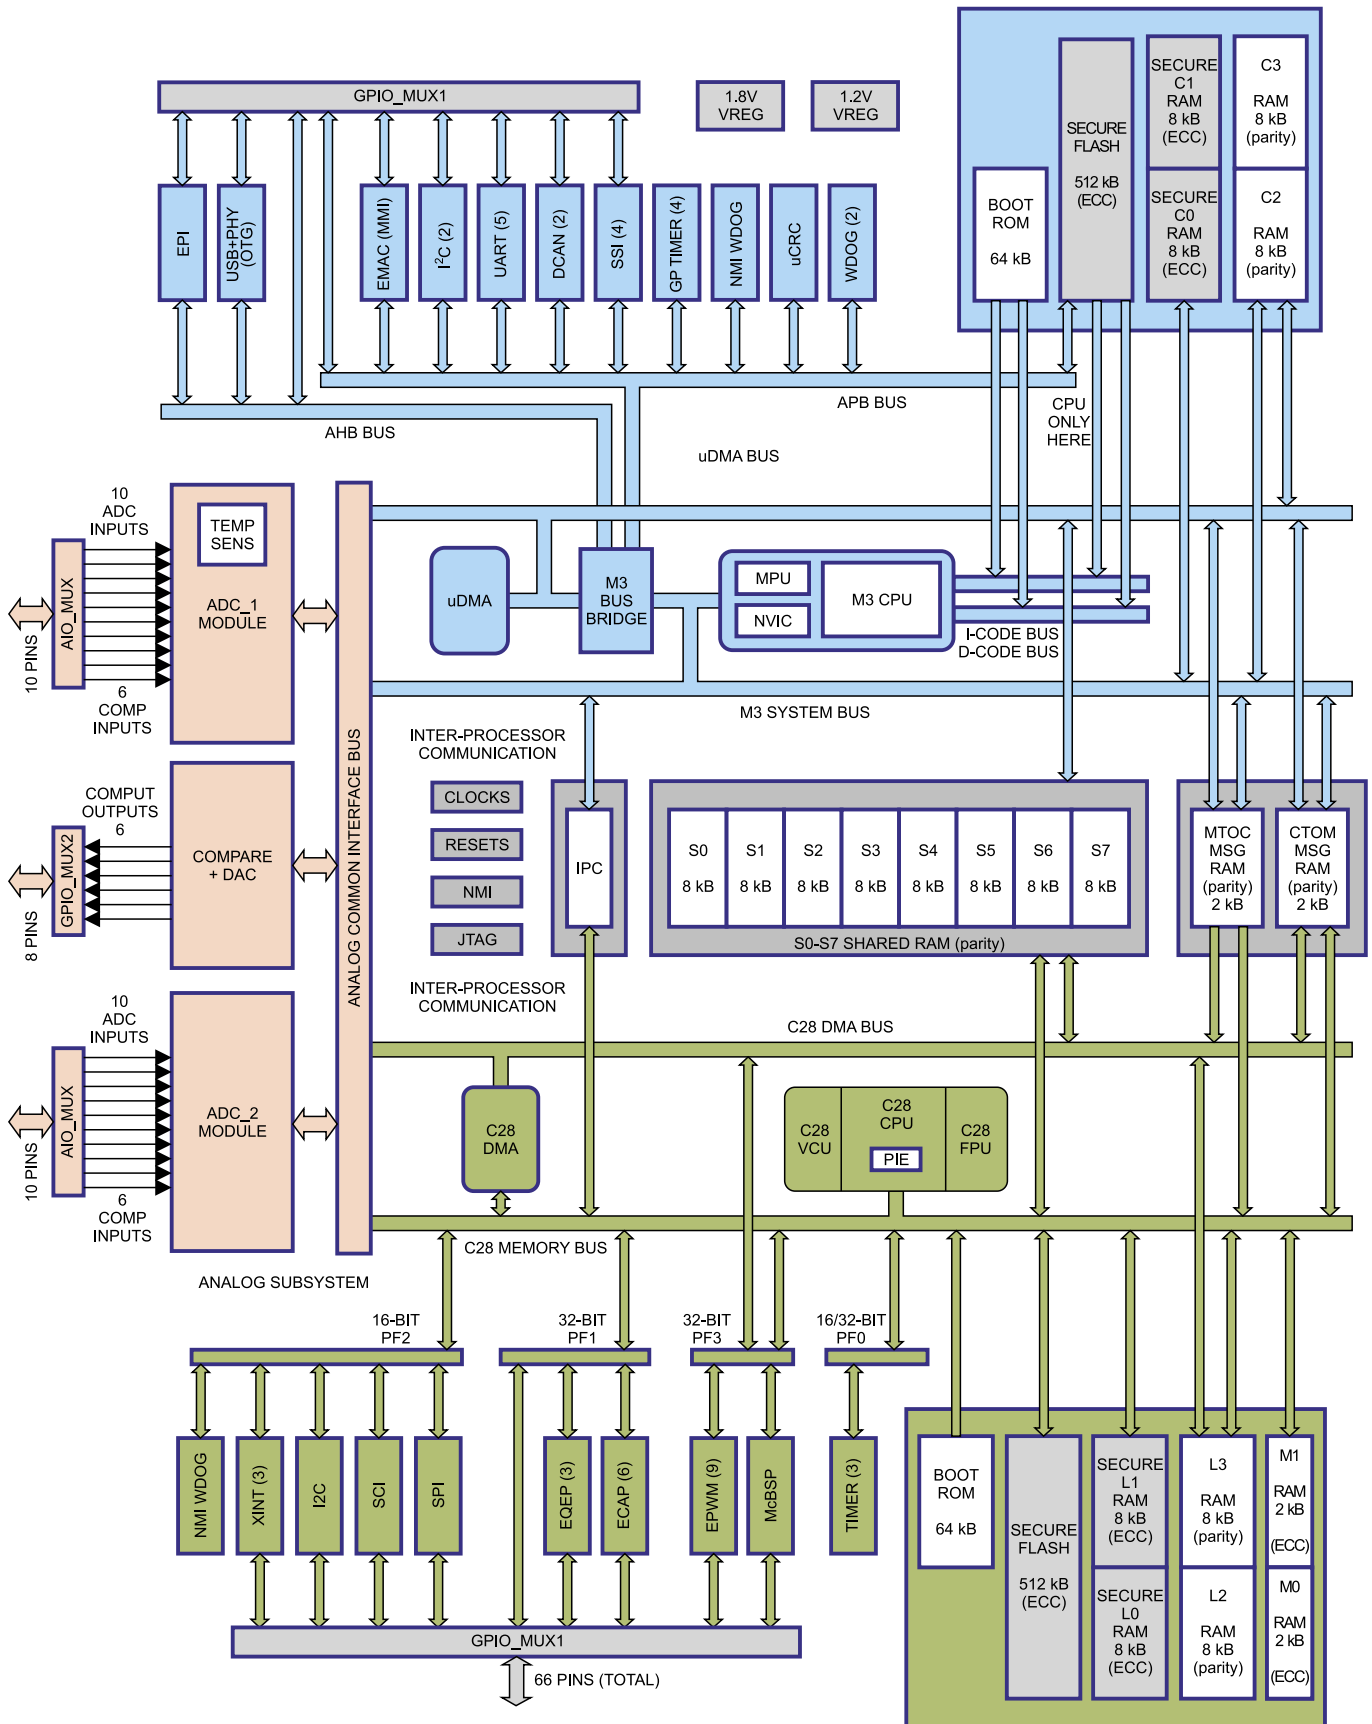 GPIO_MUX1
1.8V
VREG
1.2V
VREG
EPI
USB+PHY
(OTG)
EMAC (MMI)
I²C (2)
UART (5)
DCAN (2)
SSI (4)
GP TIMER (4)
NMI WDOG
uCRC
WDOG (2)
BOOT
ROM
64 kB
SECURE
FLASH
512 kB
(ECC)
SECURE
C1
RAM
8 kB
(ECC)
SECURE
C0
RAM
8 kB
(ECC)
C3
RAM
8 kB
(parity)
C2
RAM
8 kB
(parity)
APB BUS
AHB BUS
CPU
ONLY
HERE
uDMA BUS
10
ADC
INPUTS
TEMP
SENS
AIO_MUX
10 PINS
ADC_1
MODULE
6
COMP
INPUTS
ANALOG COMMON INTERFACE BUS
uDMA
M3
BUS
BRIDGE
MPU
NVIC
M3 CPU
I-CODE BUS
D-CODE BUS
M3 SYSTEM BUS
INTER-PROCESSOR
COMMUNICATION
CLOCKS
RESETS
NMI
JTAG
IPC
S0
8 kB
S1
8 kB
S2
8 kB
S3
8 kB
S4
8 kB
S5
8 kB
S6
8 kB
S7
8 kB
S0-S7 SHARED RAM (parity)
MTOC
MSG
RAM
(parity)
2 kB
CTOM
MSG
RAM
(parity)
2 kB
COMPUT
OUTPUTS
6
GPIO_MUX2
8 PINS
COMPARE
+ DAC
INTER-PROCESSOR
COMMUNICATION
C28 DMA BUS
10
ADC
INPUTS
AIO_MUX
10 PINS
ADC_2
MODULE
6
COMP
INPUTS
C28
DMA
C28
VCU
C28
CPU
PIE
C28
FPU
C28 MEMORY BUS
ANALOG SUBSYSTEM
16-BIT
PF2
32-BIT
PF1
32-BIT
PF3
16/32-BIT
PF0
NMI WDOG
XINT (3)
I2C
SCI
SPI
EQEP (3)
ECAP (6)
EPWM (9)
McBSP
TIMER (3)
BOOT
ROM
64 kB
SECURE
FLASH
512 kB
(ECC)
SECURE
L1
RAM
8 kB
(ECC)
SECURE
L0
RAM
8 kB
(ECC)
L3
RAM
8 kB
(parity)
L2
RAM
8 kB
(parity)
M1
RAM
2 kB
(ECC)
M0
RAM
2 kB
(ECC)
GPIO_MUX1
66 PINS (TOTAL)